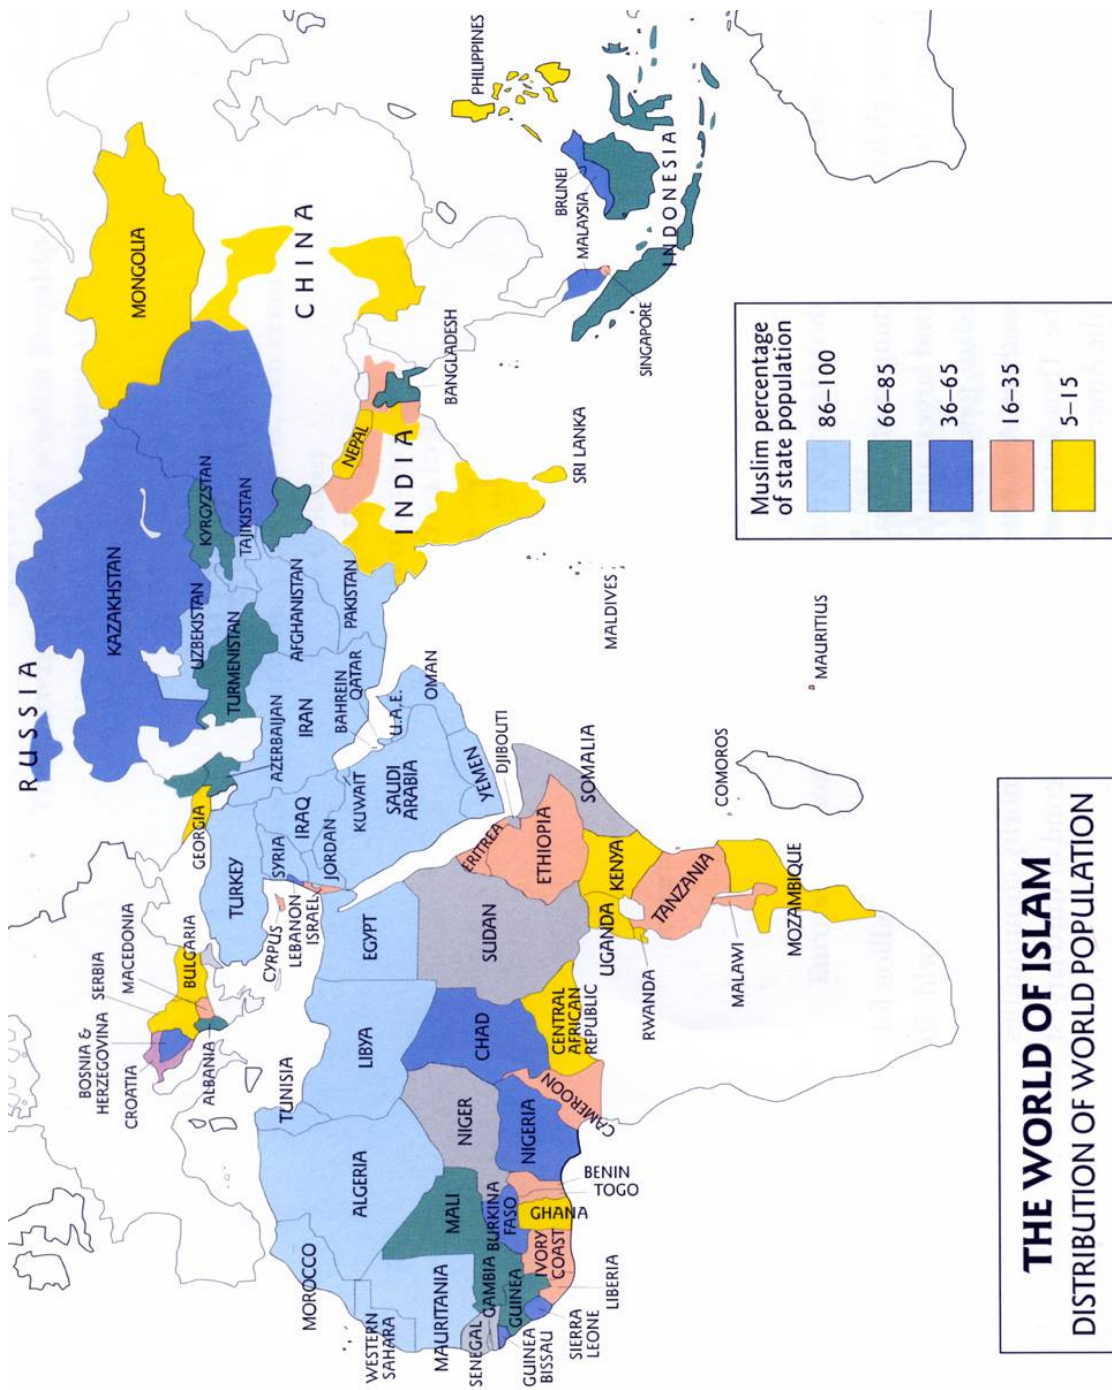 RUSSIA
BOSNIA &
HERZEGOVINA
CROATIA
SERBIA
MACEDONIA
ALBANIA
BULGARIA
GEORGIA
KAZAKHSTAN
MONGOLIA
UZBEKISTAN
KYRGYZSTAN
TURMENISTAN
TAJIKISTAN
AZERBAIJAN
TURKEY
CYRPUS
SYRIA
LEBANON
ISRAEL
IRAQ
JORDAN
IRAN
AFGHANISTAN
PAKISTAN
KUWAIT
BAHREIN
QATAR
U.A.E.
OMAN
SAUDI
ARABIA
YEMEN
CHINA
NEPAL
INDIA
BANGLADESH
SRI LANKA
MALDIVES
PHILIPPINES
BRUNEI
MALAYSIA
SINGAPORE
INDONESIA
TUNISIA
MOROCCO
ALGERIA
LIBYA
EGYPT
WESTERN
SAHARA
MAURITANIA
MALI
NIGER
CHAD
SUDAN
ERITREA
DJIBOUTI
ETHIOPIA
SOMALIA
SENEGAL
GAMBIA
GUINEA
BISSAU
GUINEA
SIERRA
LEONE
LIBERIA
IVORY
COAST
BURKINA
FASO
GHANA
TOGO
BENIN
NIGERIA
CAMEROON
CENTRAL
AFRICAN
REPUBLIC
UGANDA
KENYA
RWANDA
TANZANIA
MALAWI
MOZAMBIQUE
COMOROS
MAURITIUS
Muslim percentage
of state population
86–100
66–85
36–65
16–35
5–15
THE WORLD OF ISLAM
DISTRIBUTION OF WORLD POPULATION